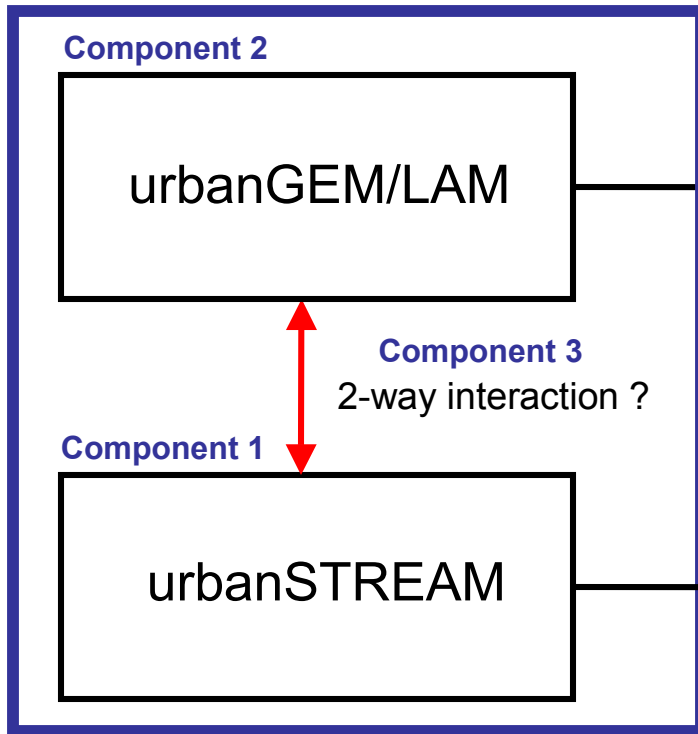 Component 2
urbanGEM/LAM
Component 3
2-way interaction ?
Component 1
urbanSTREAM